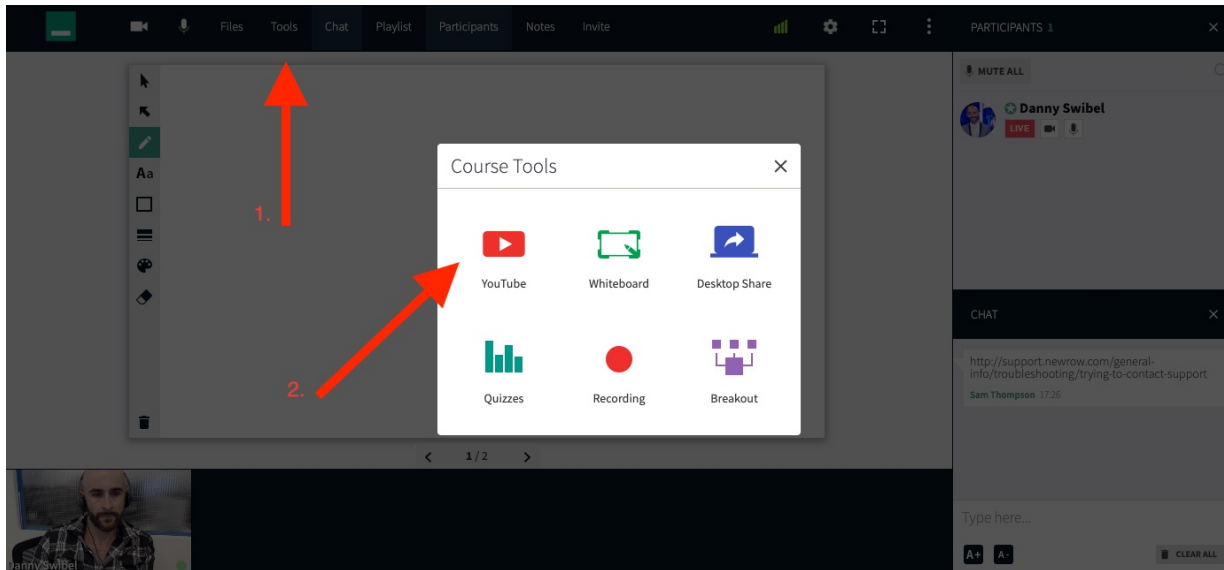 Files Tools Chat Playlist Participants Notes Invite
PARTICIPANTS 1
MUTE ALL
Danny Swibel
LIVE
Aa
1.
Course Tools
YouTube Whiteboard Desktop Share
2.
Quizzes Recording Breakout
1 / 2
CHAT
http://support.newrow.com/general-
info/troubleshooting/trying-to-contact-support
Sam Thompson 17:26
Type here...
A+ A-
CLEAR ALL
Danny Swibel